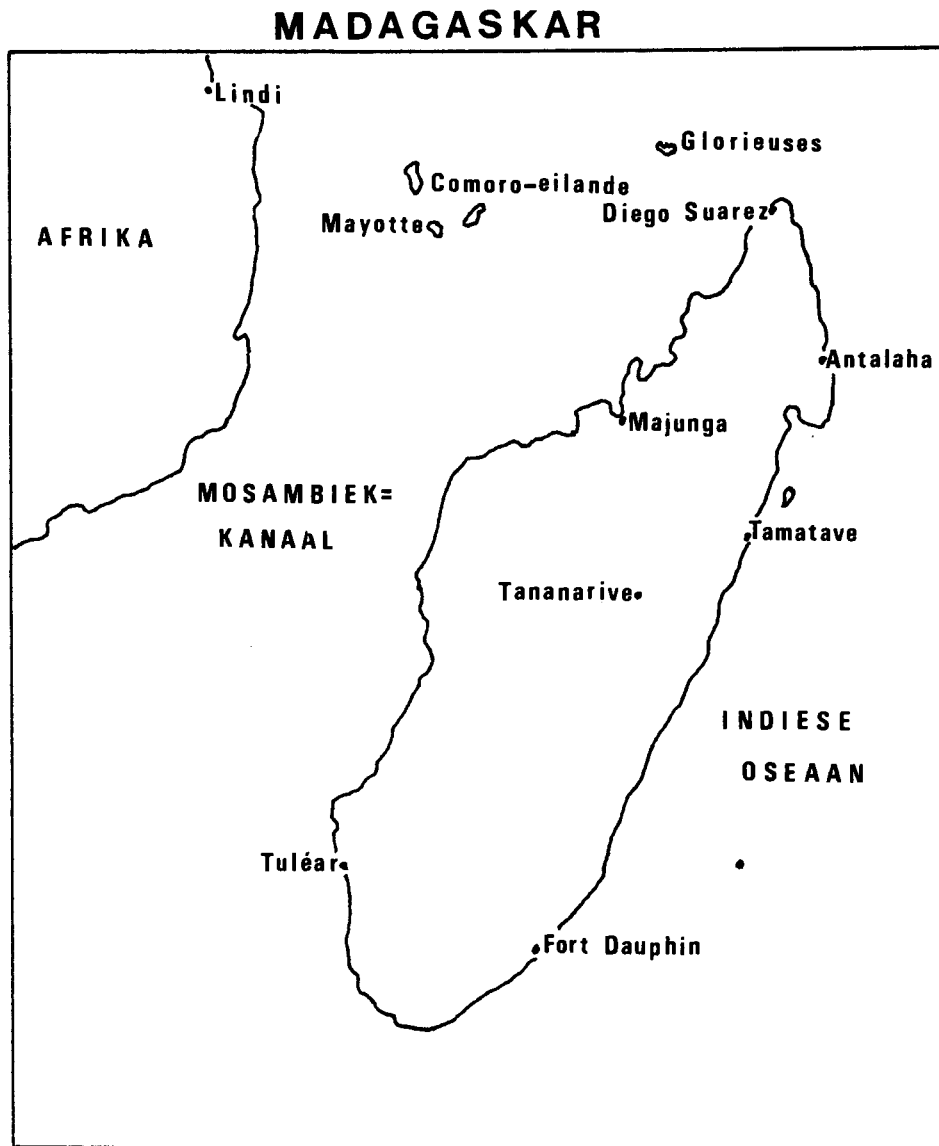 MADAGASKAR
Lindi
Glorieuses
Comoro-eilande
Mayotte
Diego Suarez
AFRIKA
Antalaha
Majunga
MOSAMBIEK=
KANAAL
Tamatave
Tananarive
INDIESE
OSEAAN
Tuléar
Fort Dauphin